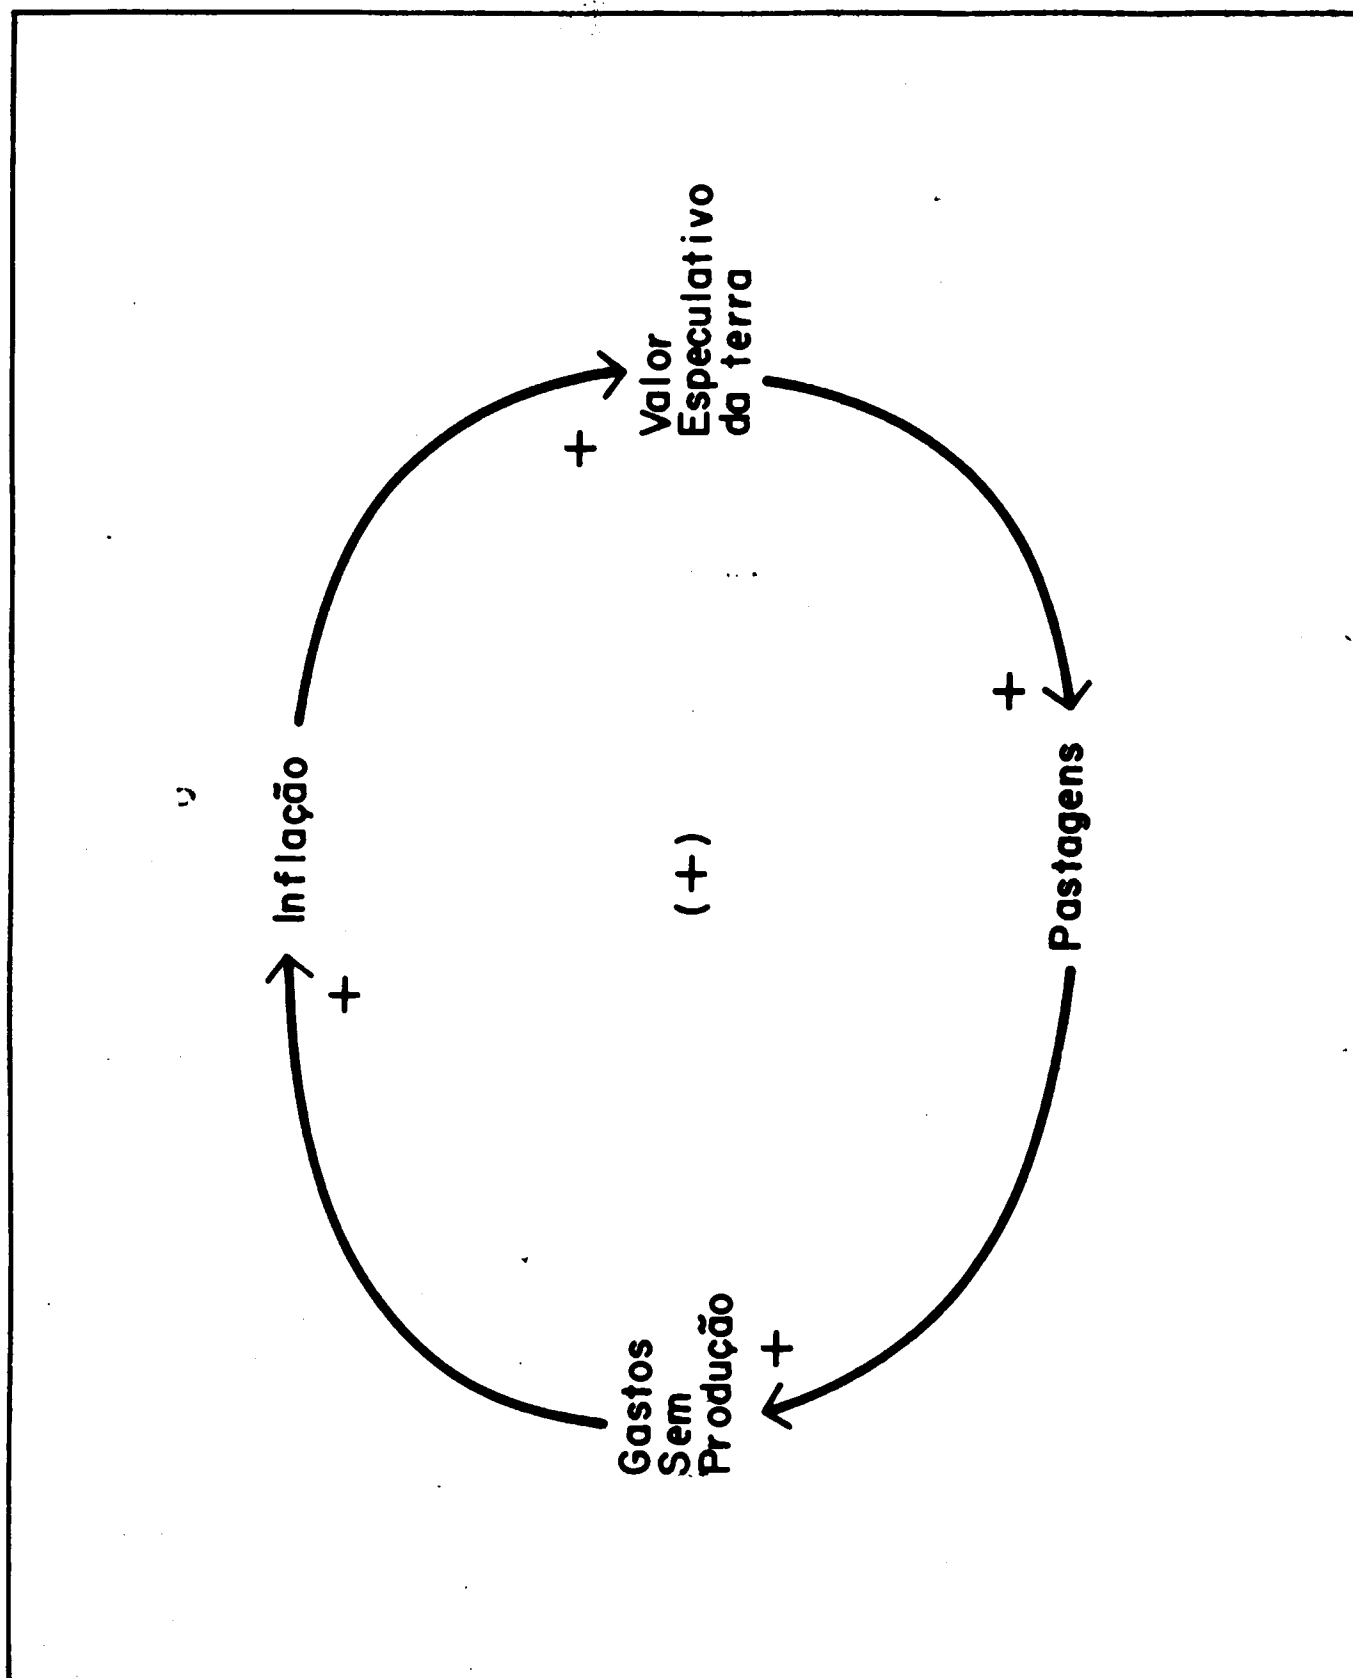 Inflação
+
+
Valor
Especulativo
da terra
(+)
Gastos
Sem
Produção
+
+
Pastagens